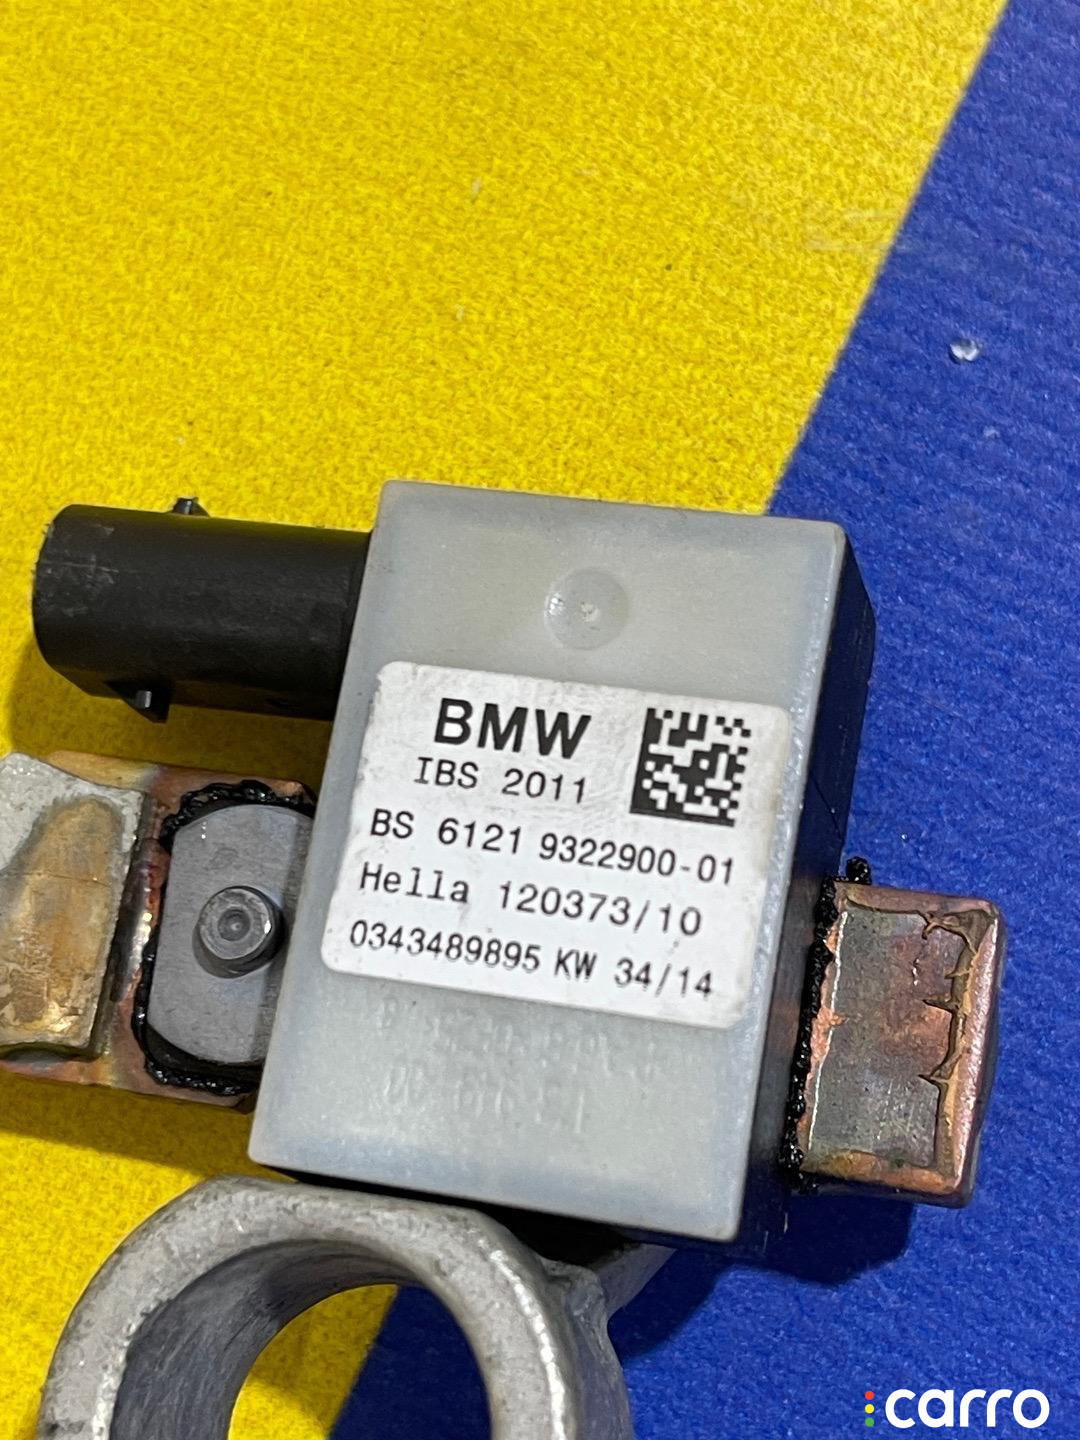 BMW
IBS 2011
BS 6121 9322900-01
Hella 120373/10
0343489895 KW 34/14
carro